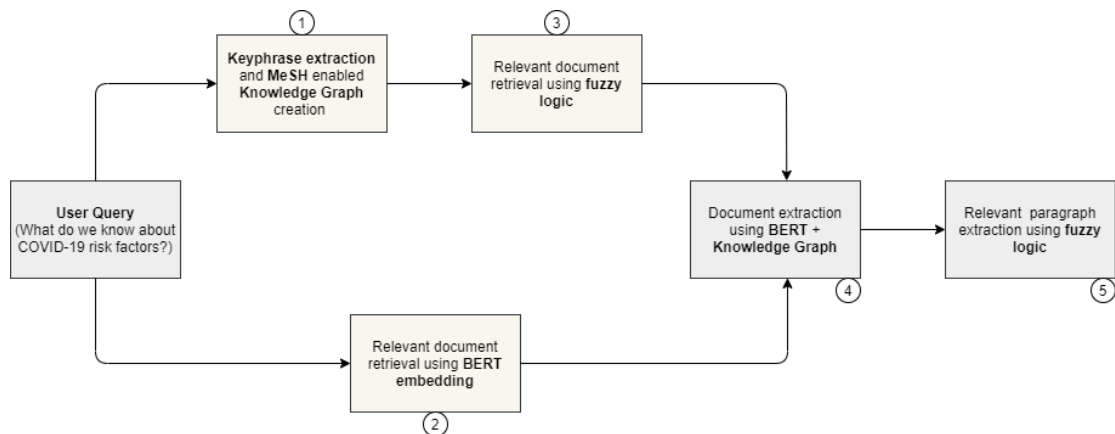 1
Keyphrase extraction
and MeSH enabled
Knowledge Graph
creation
3
Relevant document
retrieval using fuzzy
logic
User Query
(What do we know about
COVID-19 risk factors?)
Document extraction
using BERT +
Knowledge Graph
4
Relevant paragraph
extraction using fuzzy
logic
5
Relevant document
retrieval using BERT
embedding
2